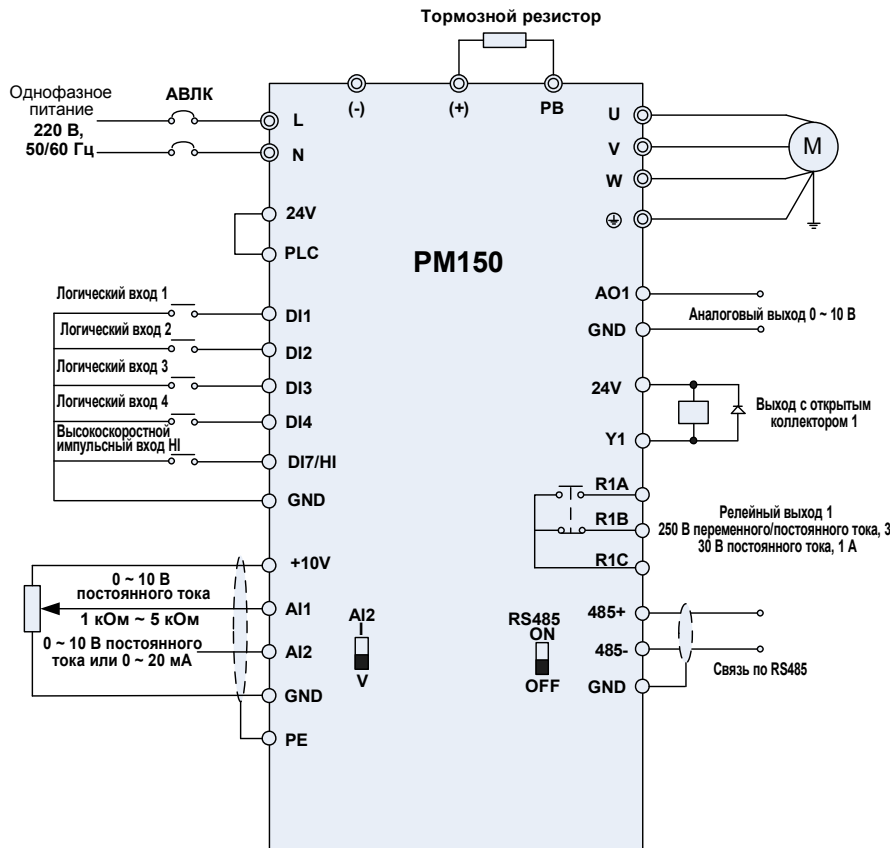 Тормозной резистор
Однофазное
питание
220 В,
50/60 Гц
АВЛК
(-)
(+)
PB
L
N
24V
PLC
PM150
U
V
W
M
Логический вход 1
DI1
Логический вход 2
DI2
Логический вход 3
DI3
Логический вход 4
DI4
Высокоскоростной
импульсный вход HI
DI7/HI
GND
AO1
Аналоговый выход 0 ~ 10 В
GND
24V
Выход с открытым
коллектором 1
Y1
R1A
R1B
R1C
Релейный выход 1
250 В переменного/постоянного тока, 3
30 В постоянного тока, 1 А
+10V
0 ~ 10 В
постоянного тока
AI1
1 кОм ~ 5 кОм
0 ~ 10 В постоянного
тока или 0 ~ 20 мА
AI2
GND
PE
AI2
I
V
RS485
ON
OFF
485+
485-
GND
Связь по RS485